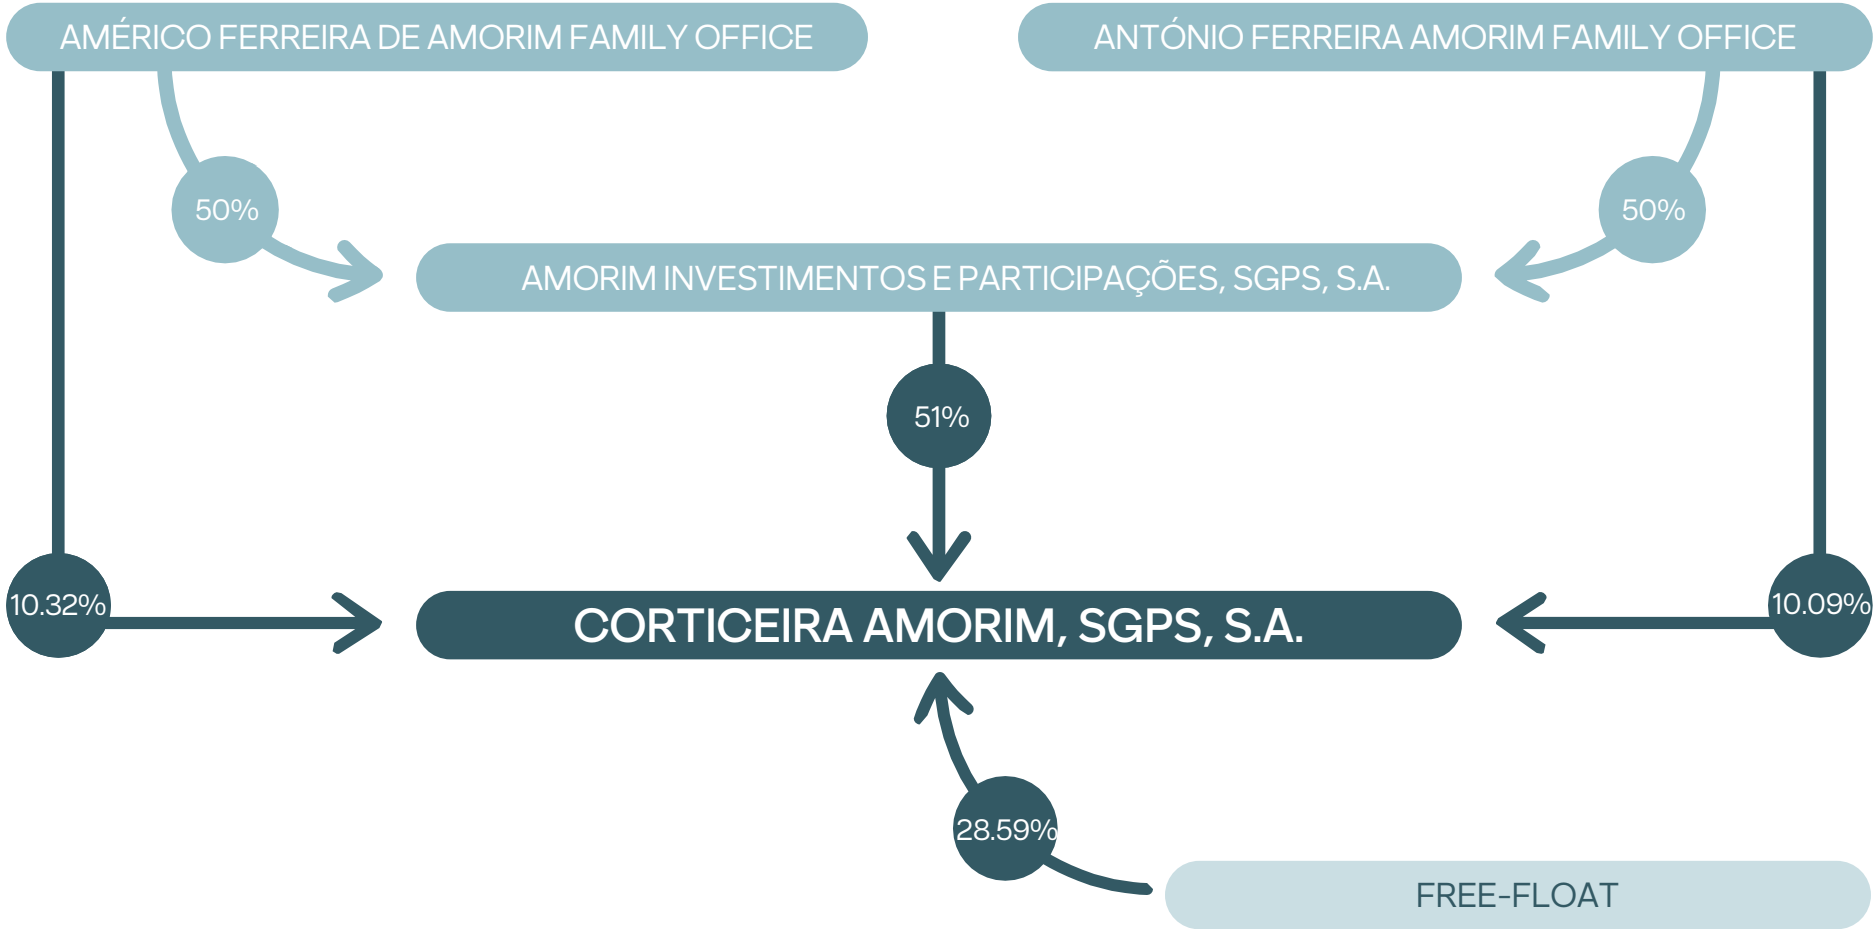 AMÉRICO FERREIRA DE AMORIM FAMILY OFFICE
ANTÓNIO FERREIRA AMORIM FAMILY OFFICE
50%
50%
AMORIM INVESTIMENTOS E PARTICIPAÇÕES, SGPS, S.A.
51%
10.32%
10.09%
CORTICEIRA AMORIM, SGPS, S.A.
28.59%
FREE-FLOAT